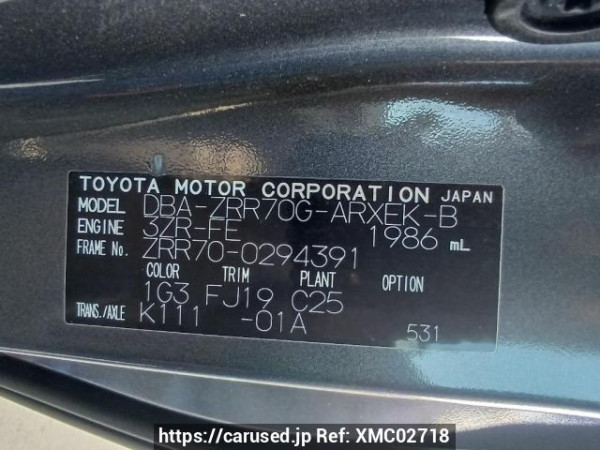 TOYOTA MOTOR CORPORATION JAPAN
MODEL DBA-ZRR70G-ARXEK-B
ENGINE 3ZR-FE 1986 mL
FRAME No. ZRR70-0294391
COLOR TRIM PLANT OPTION
1G3 FJ19 C25
TRANS./AXLE K111 -01A 531
https://carused.jp Ref: XMC02718